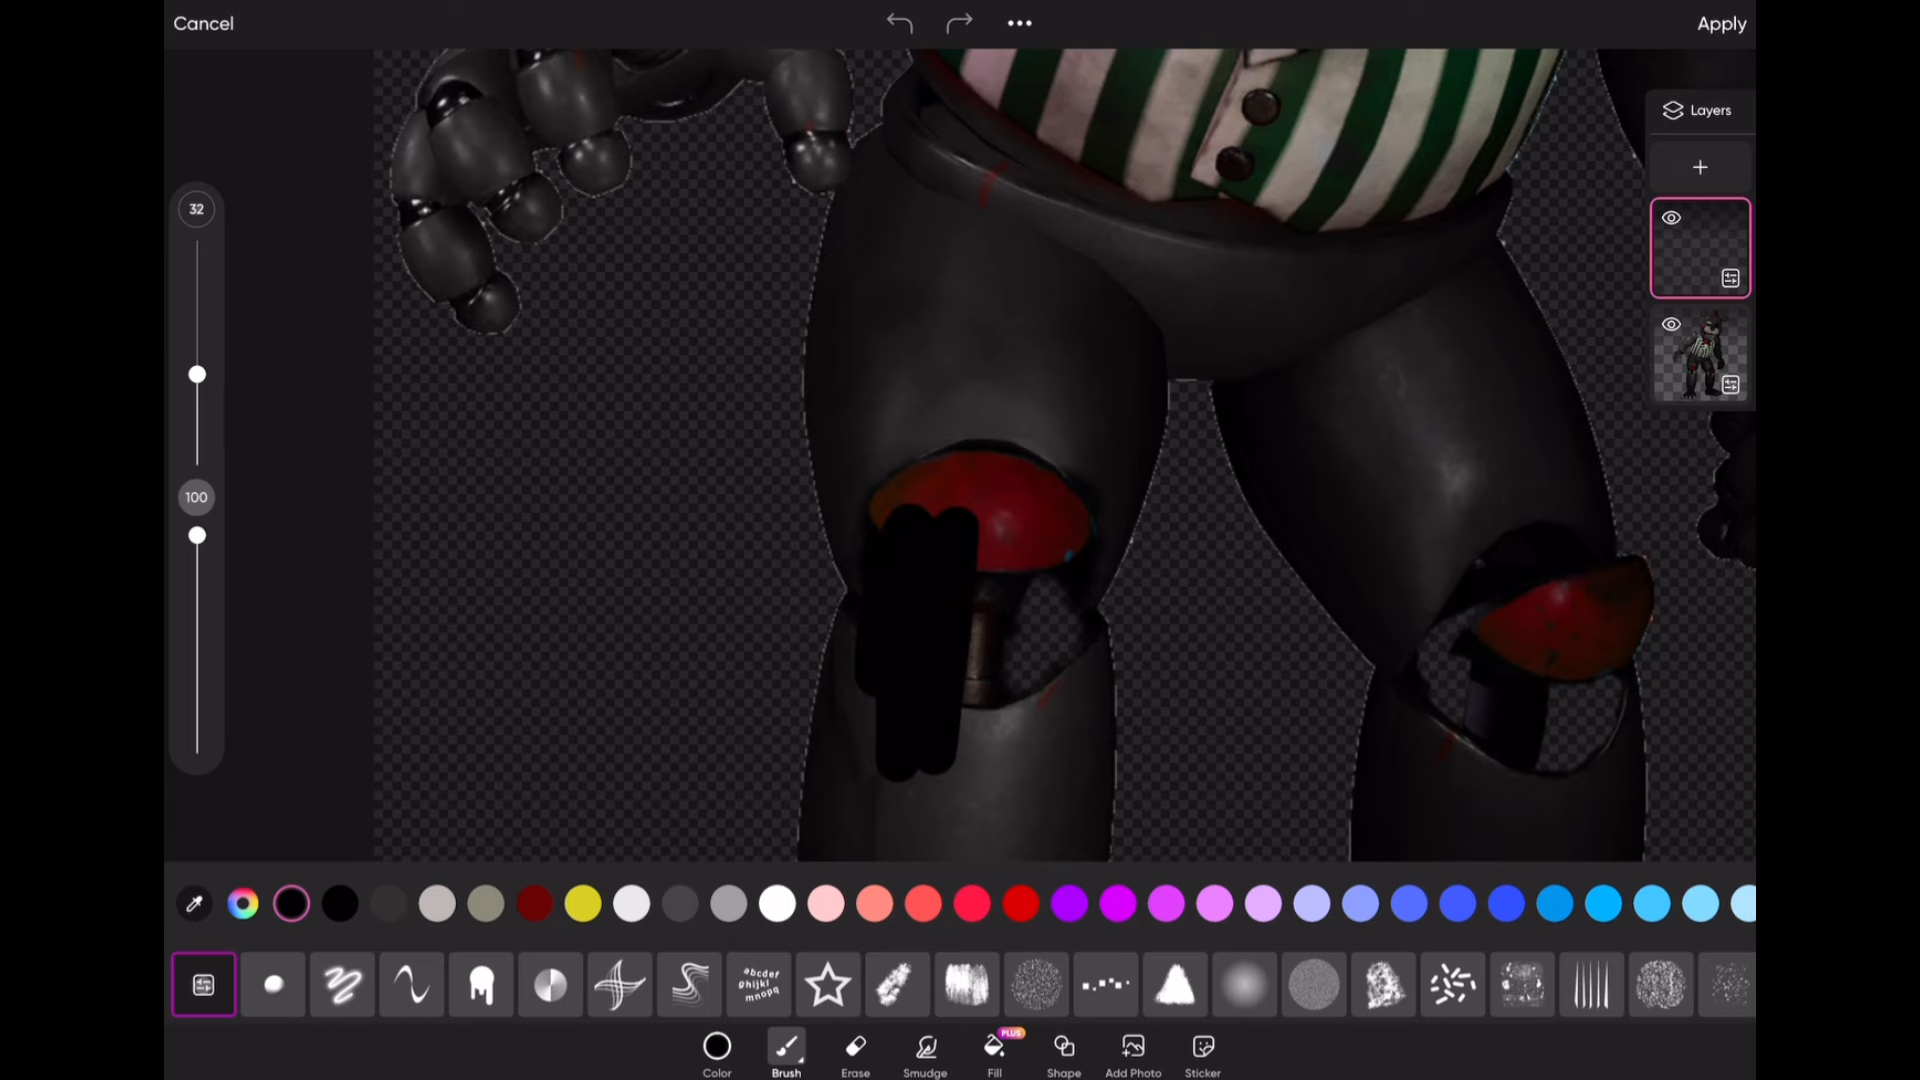 Cancel
Apply
Layers
32
100
abcdef
ghijkl
mnopq
PLUS
Color
Brush
Erase
Smudge
Fill
Shape
Add Photo
Sticker